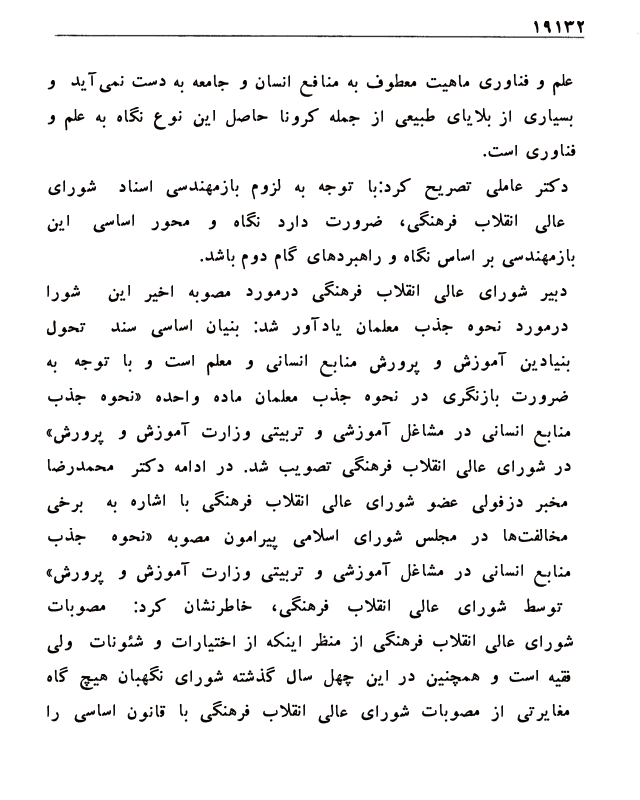 ۱۹۱۳۲
علم و فناوری ماهیت معطوف به منافع انسان و جامعه به دست نمی‌آید و
بسیاری از بلایای طبیعی از جمله کرونا حاصل این نوع نگاه به علم و
فناوری است.
دکتر عاملی تصریح کرد:با توجه به لزوم بازمهندسی اسناد شورای
عالی انقلاب فرهنگی، ضرورت دارد نگاه و محور اساسی این
بازمهندسی بر اساس نگاه و راهبردهای گام دوم باشد.
دبیر شورای عالی انقلاب فرهنگی درمورد مصوبه اخیر این شورا
درمورد نحوه جذب معلمان یادآور شد: بنیان اساسی سند تحول
بنیادین آموزش و پرورش منابع انسانی و معلم است و با توجه به
ضرورت بازنگری در نحوه جذب معلمان ماده واحده «نحوه جذب
منابع انسانی در مشاغل آموزشی و تربیتی وزارت آموزش و پرورش»
در شورای عالی انقلاب فرهنگی تصویب شد. در ادامه دکتر محمدرضا
مخبر دزفولی عضو شورای عالی انقلاب فرهنگی با اشاره به برخی
مخالفت‌ها در مجلس شورای اسلامی پیرامون مصوبه «نحوه جذب
منابع انسانی در مشاغل آموزشی و تربیتی وزارت آموزش و پرورش»
توسط شورای عالی انقلاب فرهنگی، خاطرنشان کرد: مصوبات
شورای عالی انقلاب فرهنگی از منظر اینکه از اختیارات و شئونات ولی
فقیه است و همچنین در این چهل سال گذشته شورای نگهبان هیچ گاه
مغایرتی از مصوبات شورای عالی انقلاب فرهنگی با قانون اساسی را